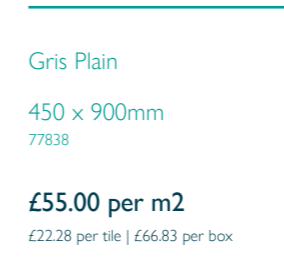 Gris Plain
450 x 900mm
77838
£55.00 per m2
£22.28 per tile | £66.83 per box